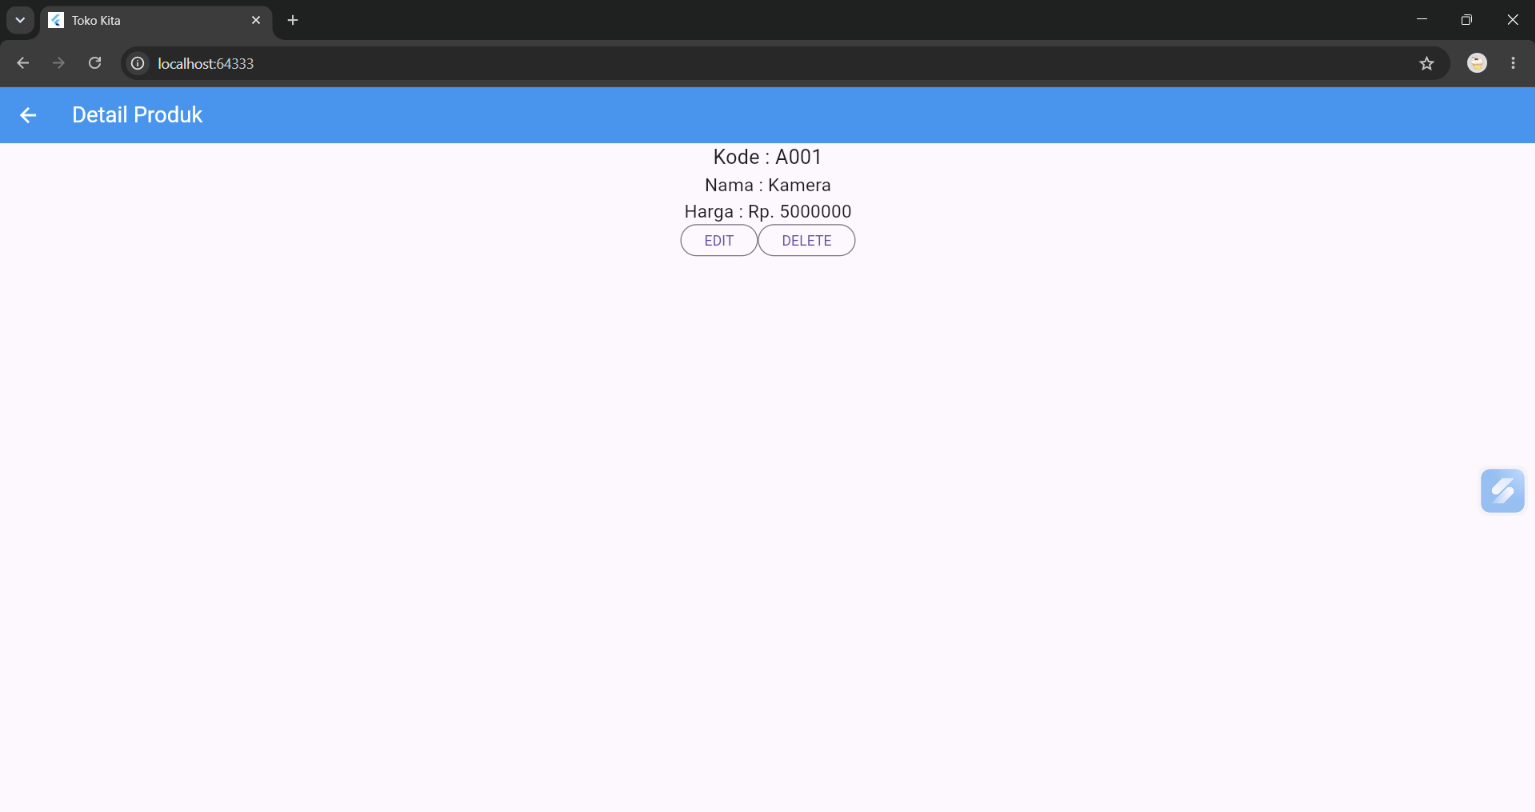 Toko Kita
localhost:64333
Detail Produk
Kode : A001
Nama : Kamera
Harga : Rp. 5000000
EDIT DELETE